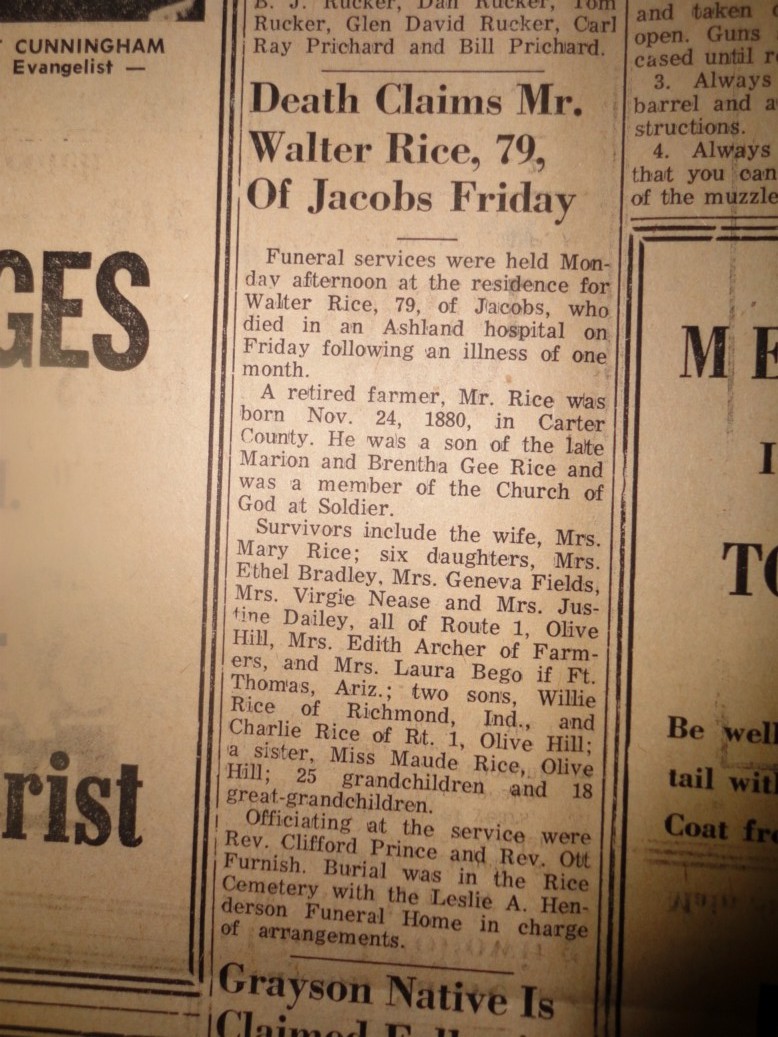 CUNNINGHAM
Evangelist —
GES
rist
B. J. Rucker, Dan Rucker, Tom
Rucker, Glen David Rucker, Carl
Ray Prichard and Bill Prichard.
Death Claims Mr.
Walter Rice, 79,
Of Jacobs Friday
Funeral services were held Mon-
day afternoon at the residence for
Walter Rice, 79, of Jacobs, who
died in an Ashland hospital on
Friday following an illness of one
month.
A retired farmer, Mr. Rice was
born Nov. 24, 1880, in Carter
County. He was a son of the late
Marion and Brentha Gee Rice and
was a member of the Church of
God at Soldier.
Survivors include the wife, Mrs.
Mary Rice; six daughters, Mrs.
Ethel Bradley, Mrs. Geneva Fields,
Mrs. Virgie Nease and Mrs. Jus-
tine Dailey, all of Route 1, Olive
Hill, Mrs. Edith Archer of Farm-
ers, and Mrs. Laura Bego if Ft.
Thomas, Ariz.; two sons, Willie
Rice of Richmond, Ind., and
Charlie Rice of Rt. 1, Olive Hill;
a sister, Miss Maude Rice, Olive
Hill; 25 grandchildren and 18
great-grandchildren.
Officiating at the service were
Rev. Clifford Prince and Rev. Ott
Furnish. Burial was in the Rice
Cemetery with the Leslie A. Hen-
derson Funeral Home in charge
of arrangements.
Grayson Native Is
Claimed
and taken
open. Guns
cased until
3. Always
barrel and
structions.
4. Always
that you can
of the muzzle
ME
I
TO
Be well
tail with
Coat